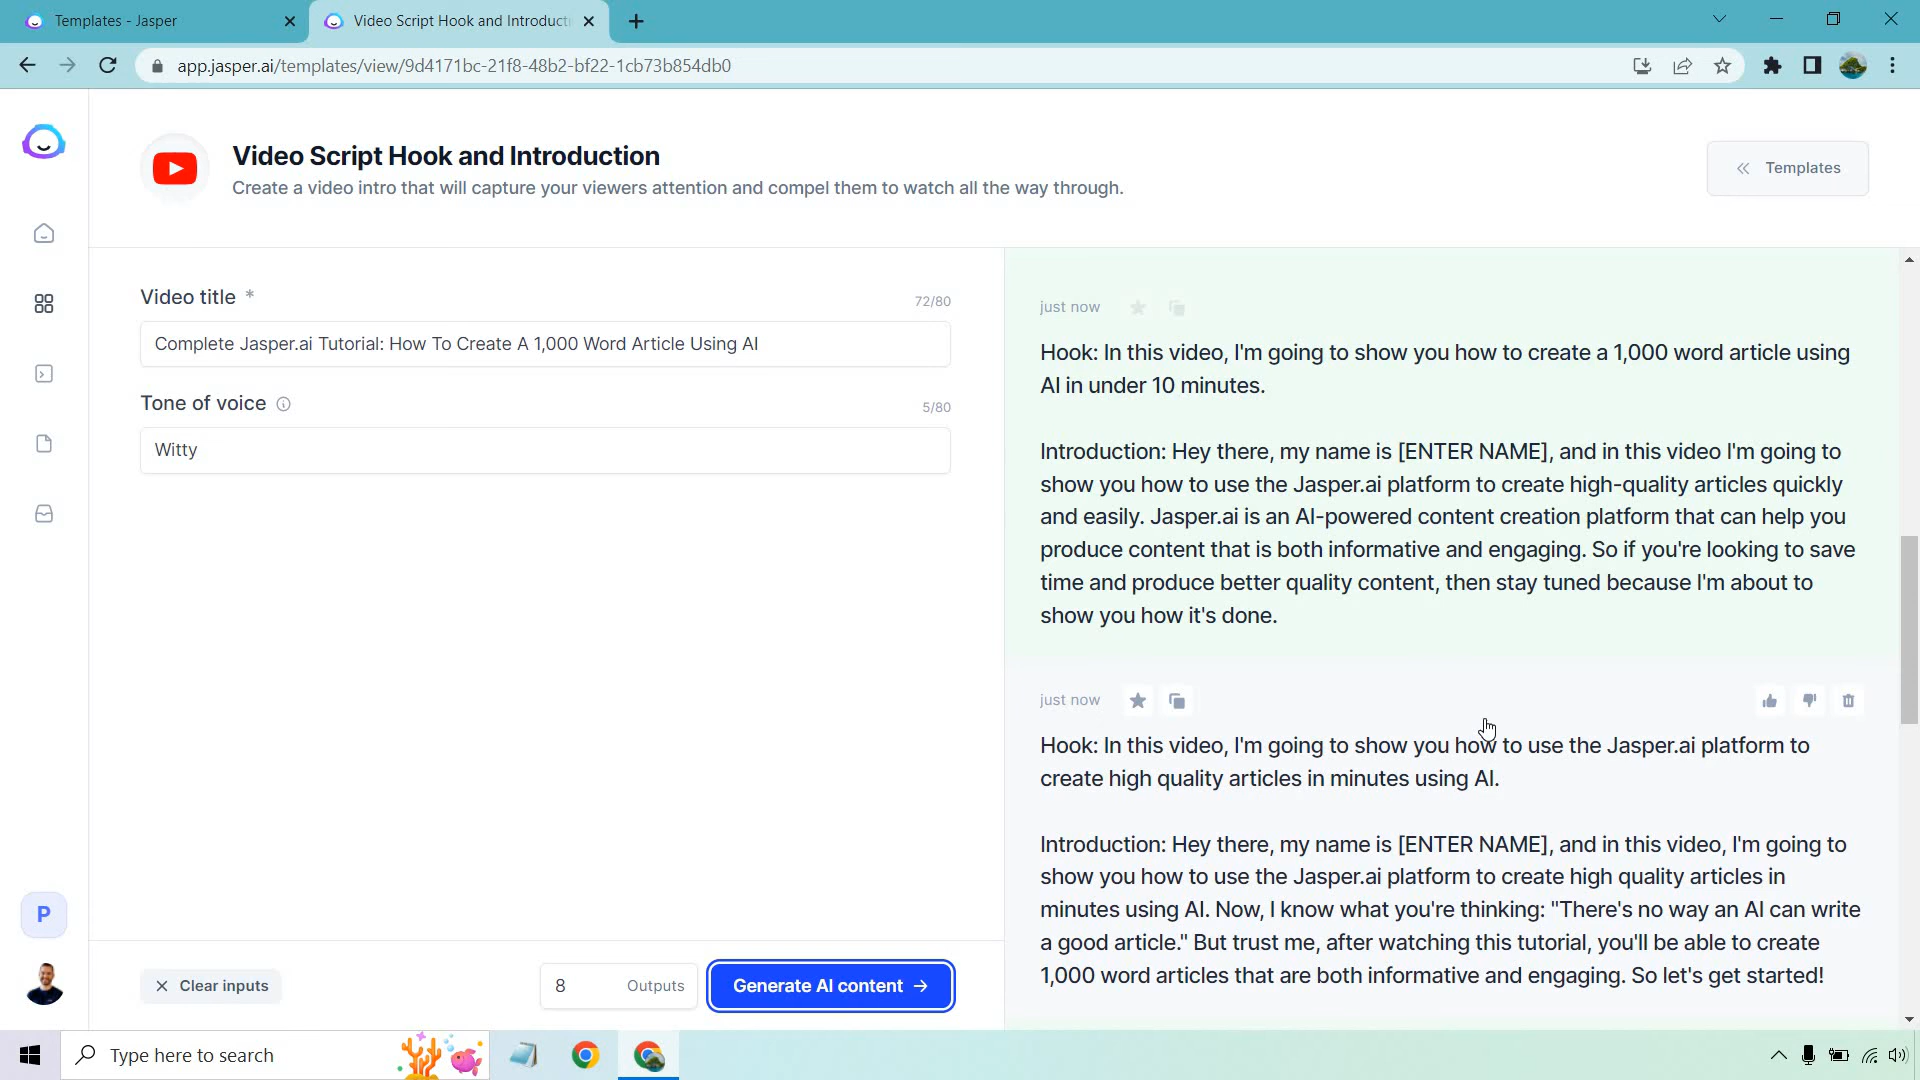 Templates - Jasper
Video Script Hook and Introducti
app.jasper.ai/templates/view/9d4171bc-21f8-48b2-bf22-1cb73b854db0
Video Script Hook and Introduction
Create a video intro that will capture your viewers attention and compel them to watch all the way through.
Templates
Video title *
72/80
Complete Jasper.ai Tutorial: How To Create A 1,000 Word Article Using AI
Tone of voice
5/80
Witty
just now
Hook: In this video, I'm going to show you how to create a 1,000 word article using
AI in under 10 minutes.
Introduction: Hey there, my name is [ENTER NAME], and in this video I'm going to
show you how to use the Jasper.ai platform to create high-quality articles quickly
and easily. Jasper.ai is an AI-powered content creation platform that can help you
produce content that is both informative and engaging. So if you're looking to save
time and produce better quality content, then stay tuned because I'm about to
show you how it's done.
just now
Hook: In this video, I'm going to show you how to use the Jasper.ai platform to
create high quality articles in minutes using AI.
Introduction: Hey there, my name is [ENTER NAME], and in this video, I'm going to
show you how to use the Jasper.ai platform to create high quality articles in
minutes using AI. Now, I know what you're thinking: "There's no way an AI can write
a good article." But trust me, after watching this tutorial, you'll be able to create
1,000 word articles that are both informative and engaging. So let's get started!
P
Clear inputs
8 Outputs
Generate AI content
Type here to search